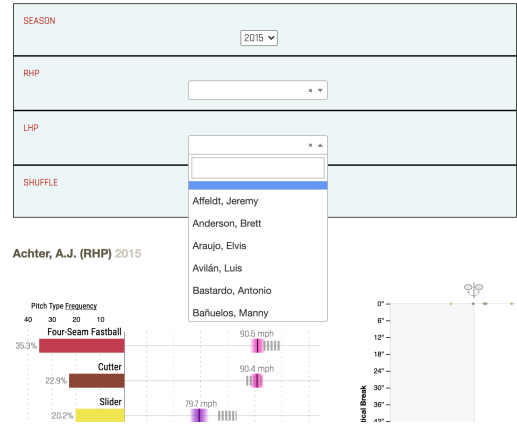 SEASON
2015
RHP
×
LHP
×
SHUFFLE
Affeldt, Jeremy
Anderson, Brett
Araujo, Elvis
Avilán, Luis
Bastardo, Antonio
Bañuelos, Manny
Achter, A.J. (RHP) 2015
Pitch Type Frequency
40 30 20 10
Four-Seam Fastball
35.3%
90.5 mph
Cutter
22.9%
90.4 mph
Slider
20.2%
79.7 mph
0"
6"
12"
18"
24"
30"
36"
42"
Break